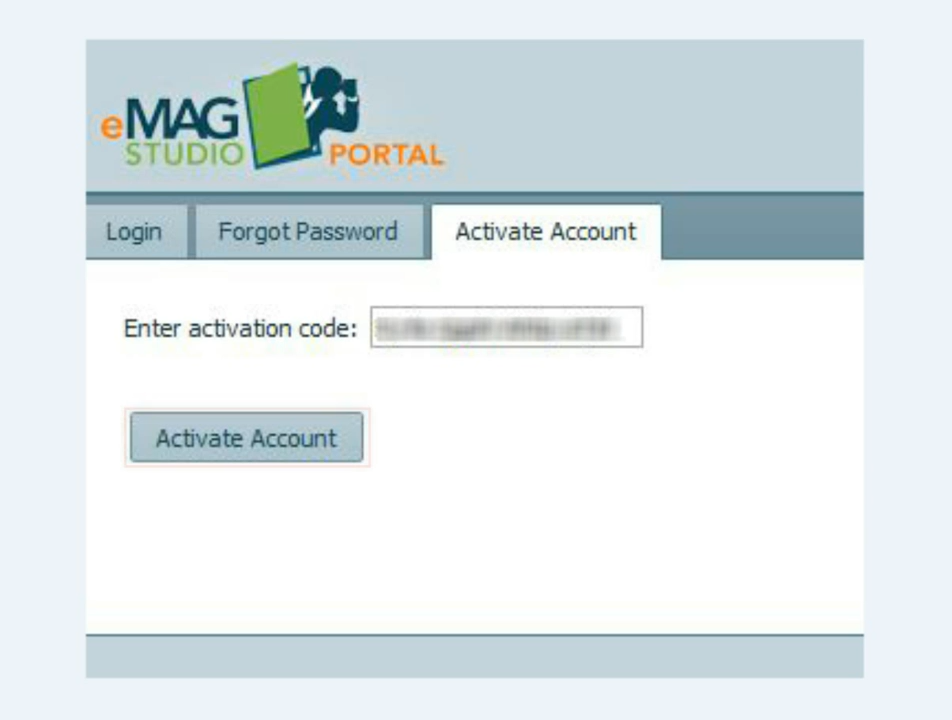 eMAG
STUDIO
PORTAL
Login
Forgot Password
Activate Account
Enter activation code:
Activate Account